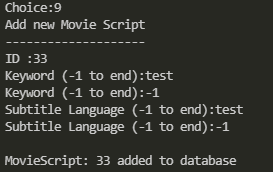 Choice:9
Add new Movie Script
--------------------
ID :33
Keyword (-1 to end):test
Keyword (-1 to end):-1
Subtitle Language (-1 to end):test
Subtitle Language (-1 to end):-1
MovieScript: 33 added to database